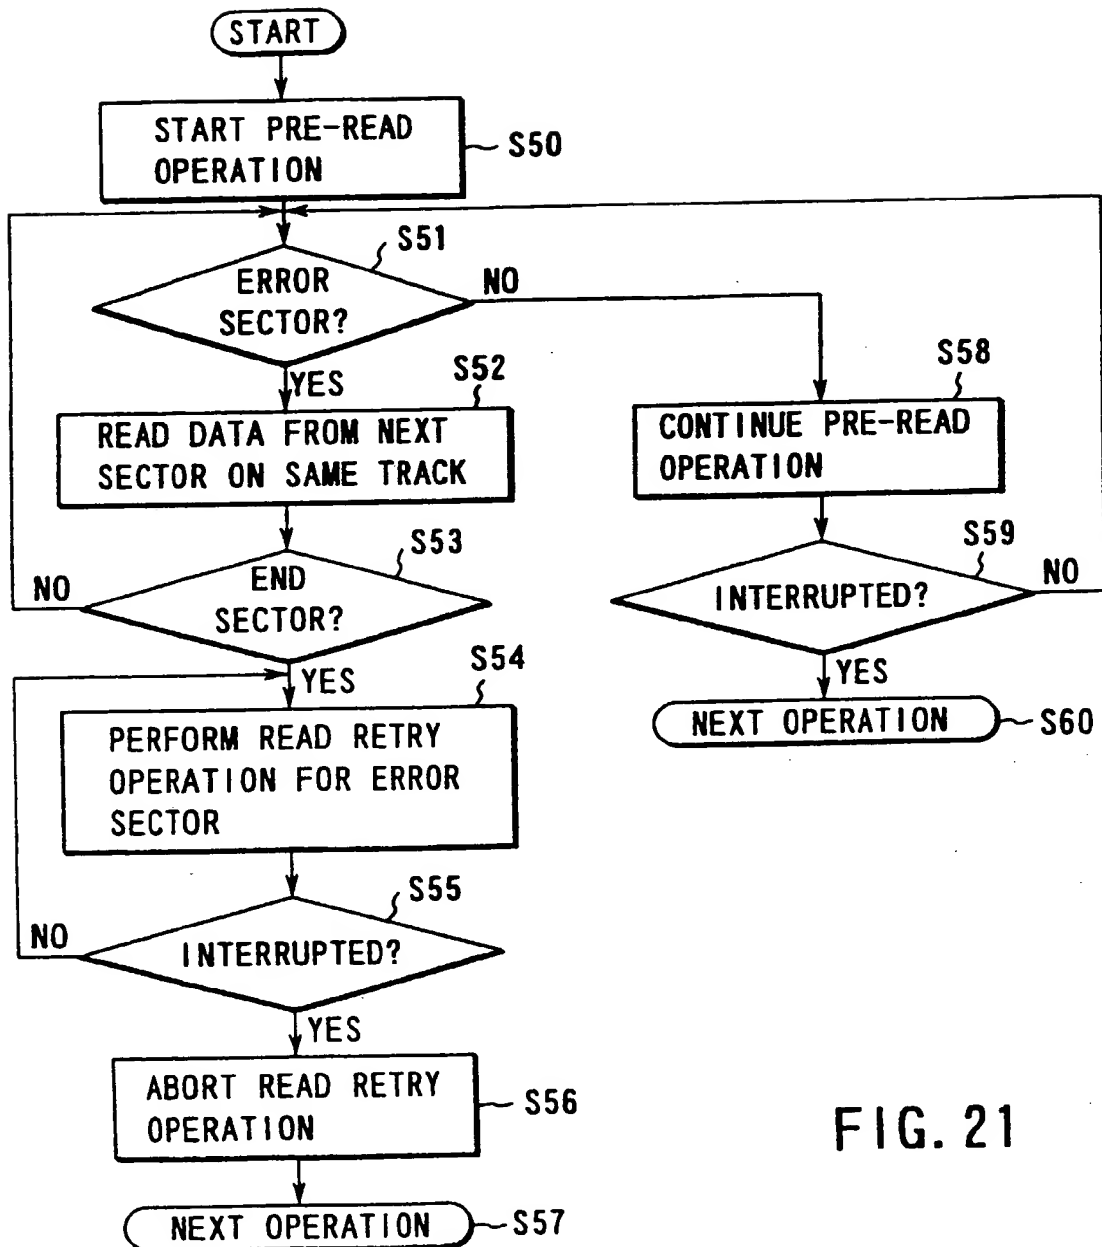 START
START PRE-READ
OPERATION
S50
S51
ERROR
SECTOR?
NO
YES
S52
READ DATA FROM NEXT
SECTOR ON SAME TRACK
S53
END
SECTOR?
NO
YES
S54
PERFORM READ RETRY
OPERATION FOR ERROR
SECTOR
S55
INTERRUPTED?
NO
YES
ABORT READ RETRY
OPERATION
S56
NEXT OPERATION
S57
S58
CONTINUE PRE-READ
OPERATION
S59
INTERRUPTED?
NO
YES
NEXT OPERATION
S60
FIG. 21